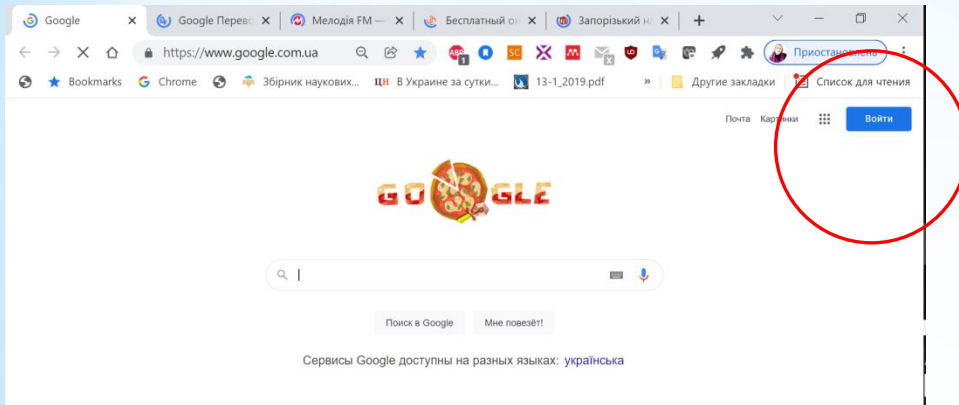 Google Google Перево Мелодія FM — Бесплатный он Запорізький на
https://www.google.com.ua Приостановлена
Bookmarks Chrome Збірник наукових... В Украине за сутки... 13-1_2019.pdf » Другие закладки Список для чтения
Почта Картинки Войти
GOOGLE
Поиск в Google Мне повезёт!
Сервисы Google доступны на разных языках: українська